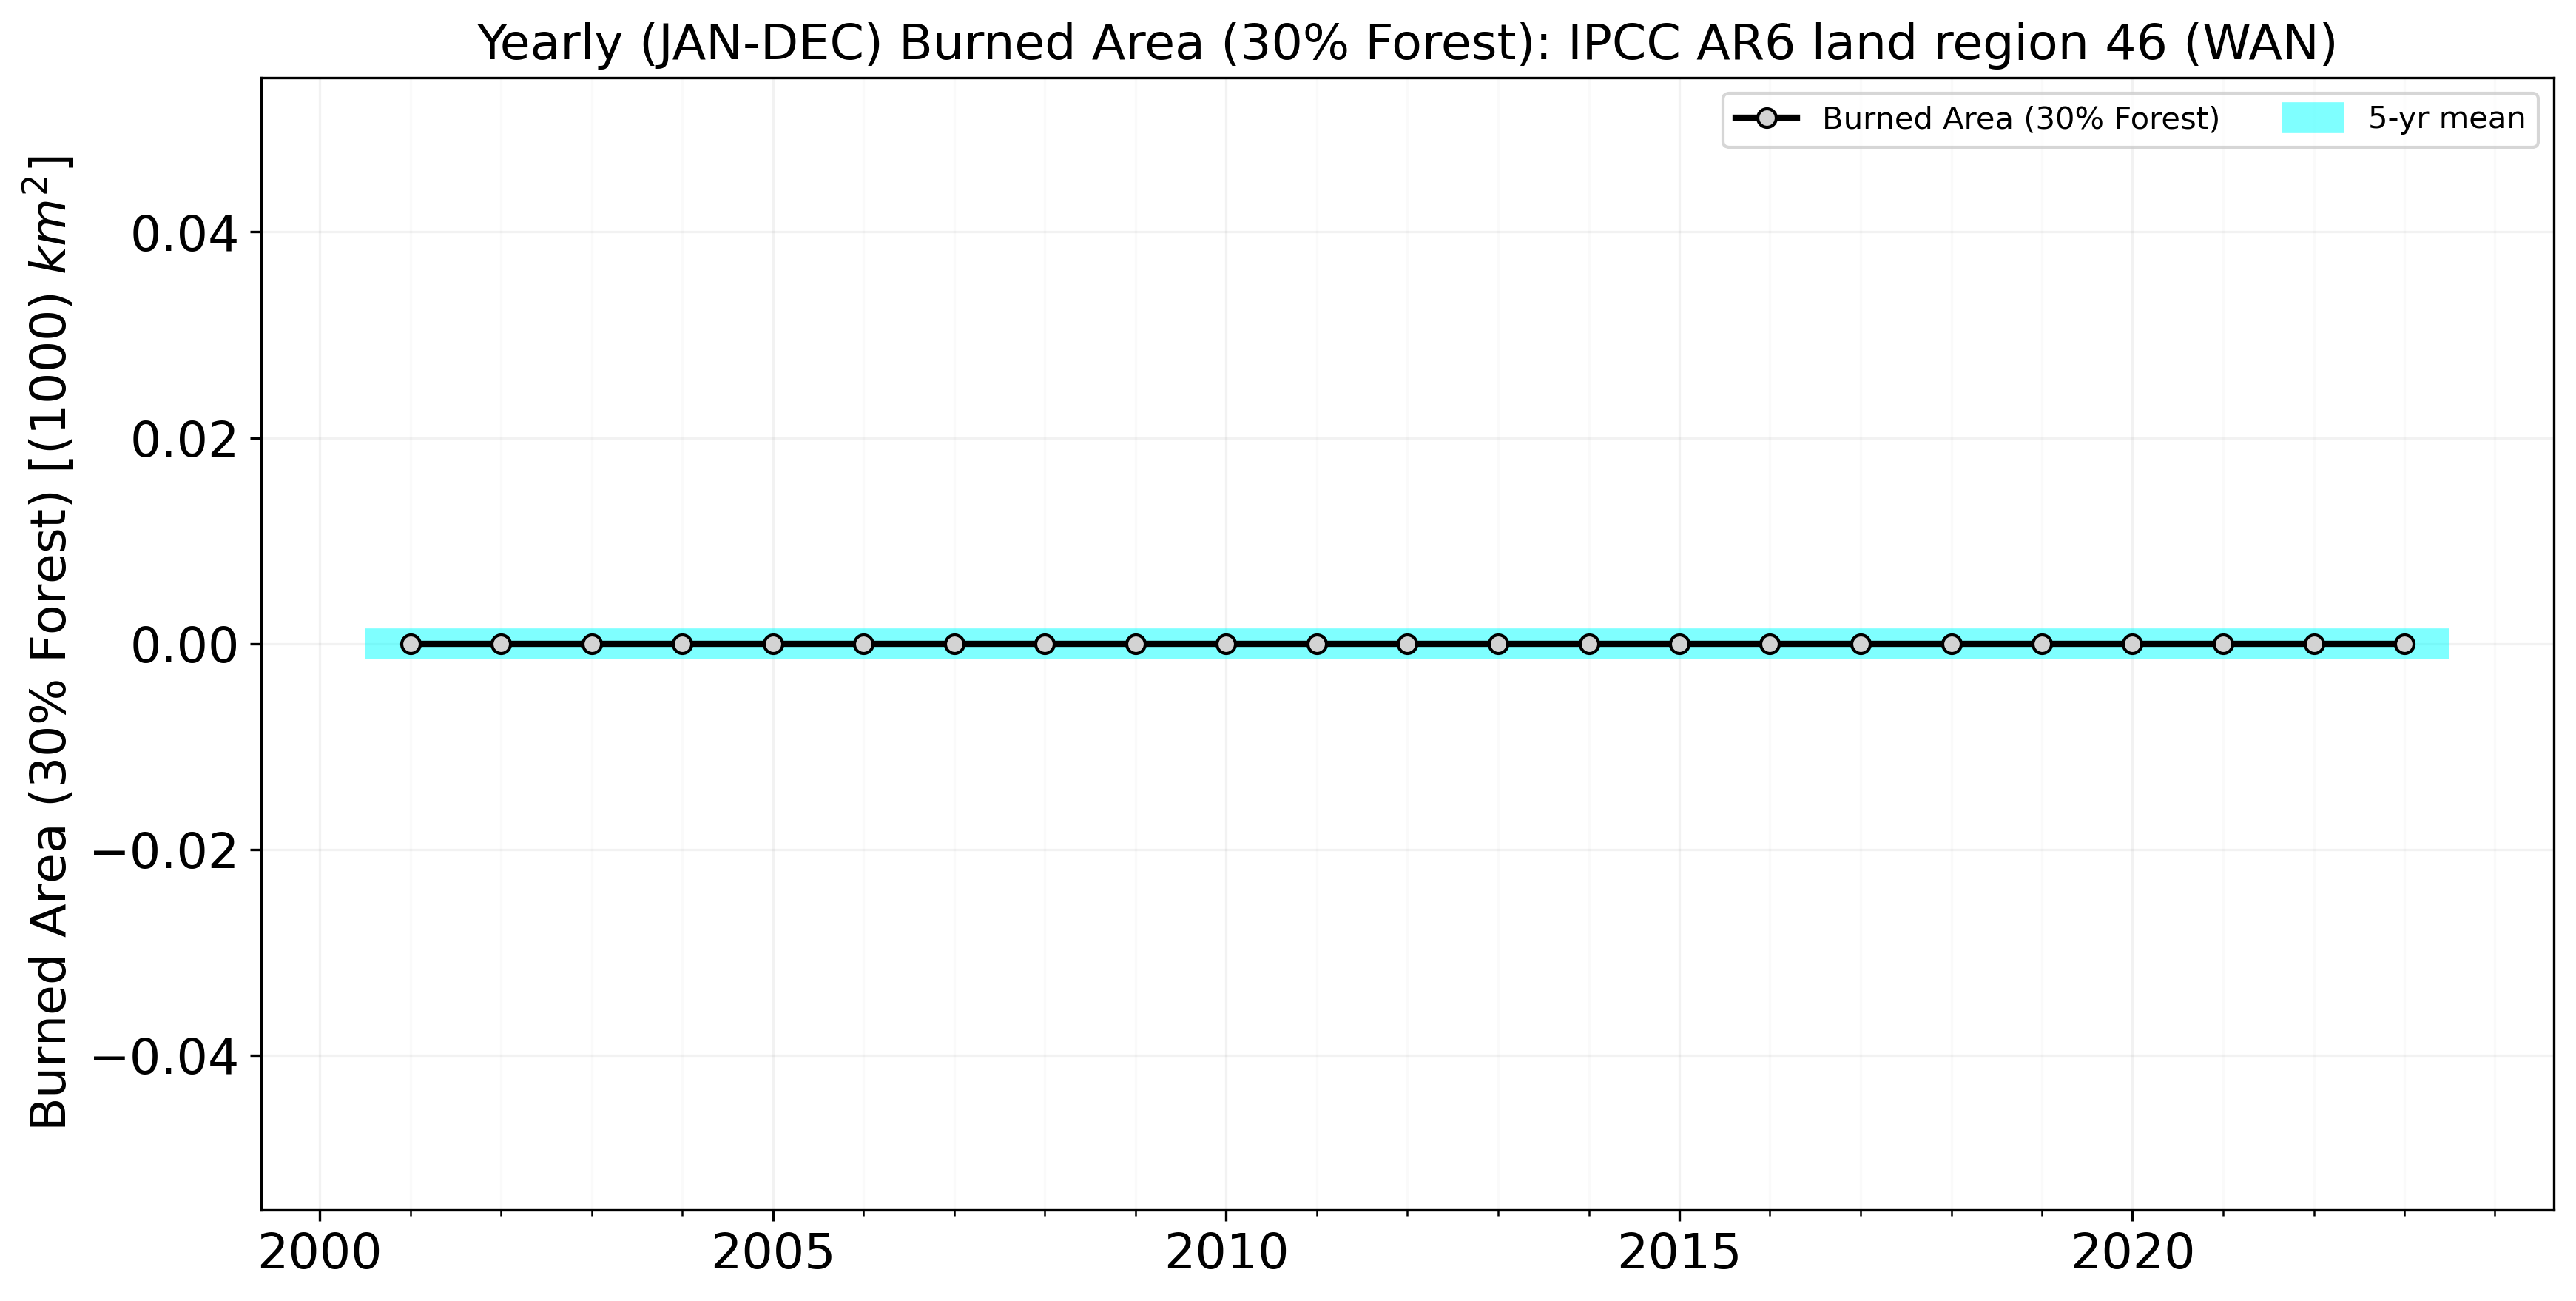 Yearly (JAN-DEC) Burned Area (30% Forest): IPCC AR6 land region 46 (WAN)
Burned Area (30% Forest)
5-yr mean
Burned Area (30% Forest) [(1000) km²]
0.04
0.02
0.00
−0.02
−0.04
2000
2005
2010
2015
2020